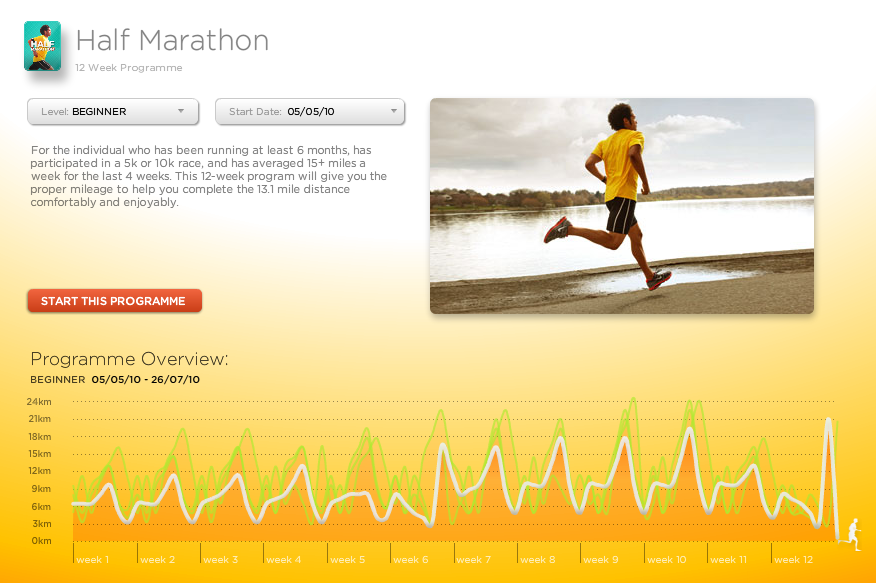 HALF
MARATHON
Half Marathon
12 Week Programme
Level: BEGINNER
Start Date: 05/05/10
For the individual who has been running at least 6 months, has
participated in a 5k or 10k race, and has averaged 15+ miles a
week for the last 4 weeks. This 12-week program will give you the
proper mileage to help you complete the 13.1 mile distance
comfortably and enjoyably.
START THIS PROGRAMME
Programme Overview:
BEGINNER 05/05/10 - 26/07/10
24km
21km
18km
15km
12km
9km
6km
3km
0km
week 1 week 2 week 3 week 4 week 5 week 6 week 7 week 8 week 9 week 10 week 11 week 12